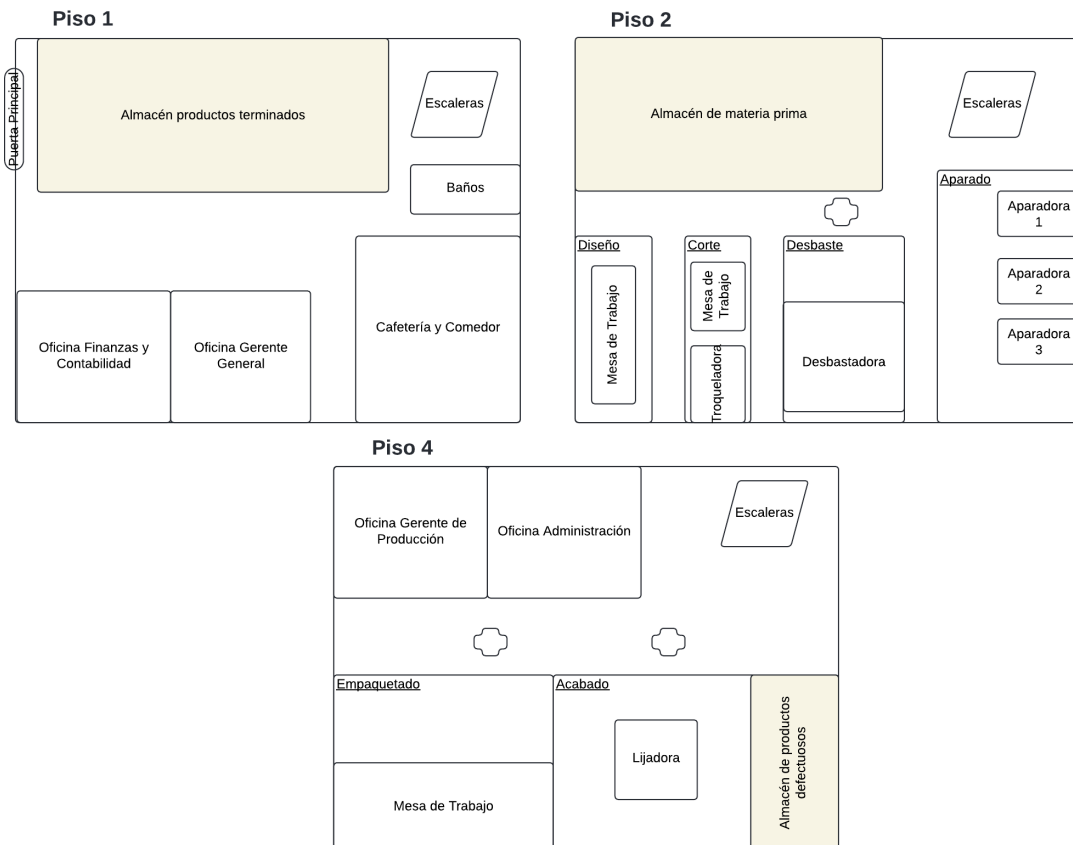 Piso 1
Puerta Principal
Almacén productos terminados
Escaleras
Baños
Cafetería y Comedor
Oficina Finanzas y
Contabilidad
Oficina Gerente
General
Piso 2
Almacén de materia prima
Escaleras
Aparado
Aparadora
1
Aparadora
2
Aparadora
3
Diseño
Mesa de Trabajo
Corte
Mesa de
Trabajo
Troqueladora
Desbaste
Desbastadora
Piso 4
Oficina Gerente de
Producción
Oficina Administración
Escaleras
Empaquetado
Mesa de Trabajo
Acabado
Lijadora
Almacén de productos
defectuosos